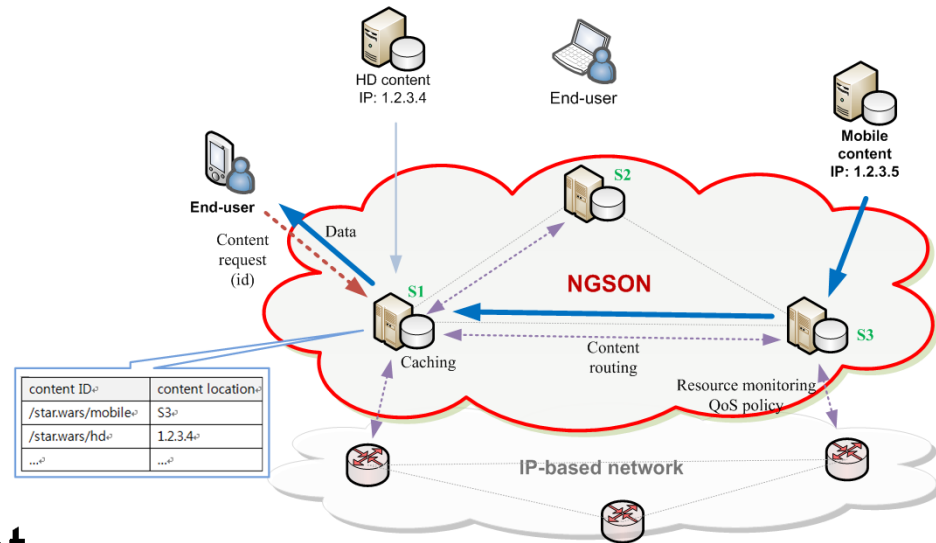 HD content
IP: 1.2.3.4
End-user
Mobile
content
IP: 1.2.3.5
End-user
Content
request
(id)
Data
S2
NGSON
S1
S3
Caching
Content
routing
Resource monitoring
QoS policy
content ID content location
/star.wars/mobile S3
/star.wars/hd 1.2.3.4
... ...
IP-based network